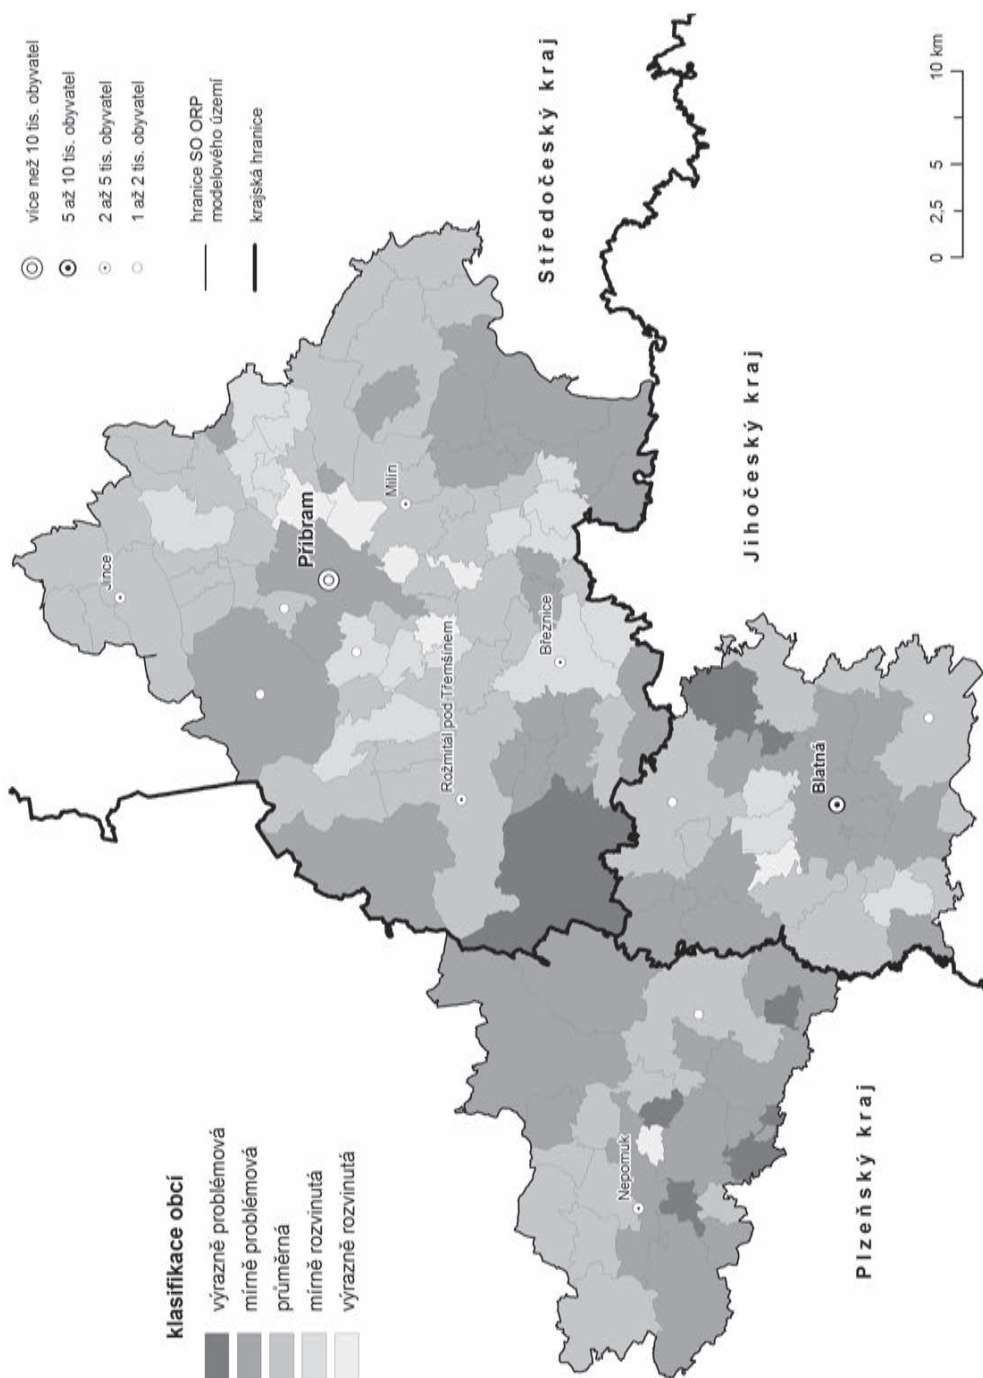 klasifikace obcí
výrazně problémová
mírně problémová
průměrná
mírně rozvinutá
výrazně rozvinutá
více než 10 tis. obyvatel
5 až 10 tis. obyvatel
2 až 5 tis. obyvatel
1 až 2 tis. obyvatel
hranice SO ORP
modelového území
krajská hranice
Jince
Příbram
Milín
Rožmitál pod Třemšínem
Březnice
Středočeský kraj
Nepomuk
Blatná
Jihočeský kraj
Plzeňský kraj
0 2,5 5 10 km